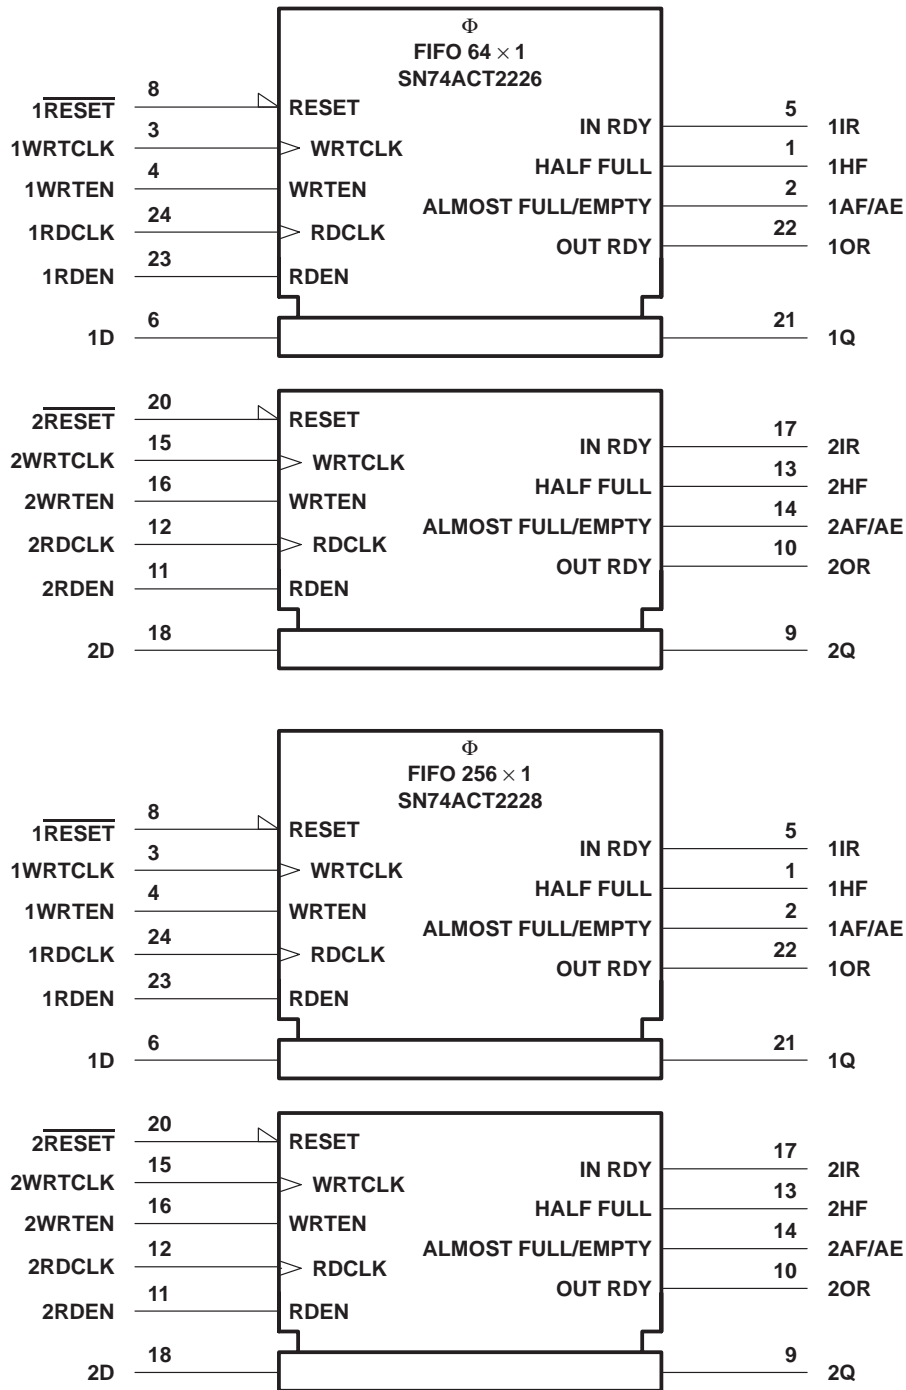 Φ
FIFO 64 × 1
SN74ACT2226
1RESET 8 RESET
1WRTCLK 3 WRTCLK
1WRTEN 4 WRTEN
1RDCLK 24 RDCLK
1RDEN 23 RDEN
IN RDY 5 1IR
HALF FULL 1 1HF
ALMOST FULL/EMPTY 2 1AF/AE
OUT RDY 22 1OR
1D 6 21 1Q
2RESET 20 RESET
2WRTCLK 15 WRTCLK
2WRTEN 16 WRTEN
2RDCLK 12 RDCLK
2RDEN 11 RDEN
IN RDY 17 2IR
HALF FULL 13 2HF
ALMOST FULL/EMPTY 14 2AF/AE
OUT RDY 10 2OR
2D 18 9 2Q
Φ
FIFO 256 × 1
SN74ACT2228
1RESET 8 RESET
1WRTCLK 3 WRTCLK
1WRTEN 4 WRTEN
1RDCLK 24 RDCLK
1RDEN 23 RDEN
IN RDY 5 1IR
HALF FULL 1 1HF
ALMOST FULL/EMPTY 2 1AF/AE
OUT RDY 22 1OR
1D 6 21 1Q
2RESET 20 RESET
2WRTCLK 15 WRTCLK
2WRTEN 16 WRTEN
2RDCLK 12 RDCLK
2RDEN 11 RDEN
IN RDY 17 2IR
HALF FULL 13 2HF
ALMOST FULL/EMPTY 14 2AF/AE
OUT RDY 10 2OR
2D 18 9 2Q